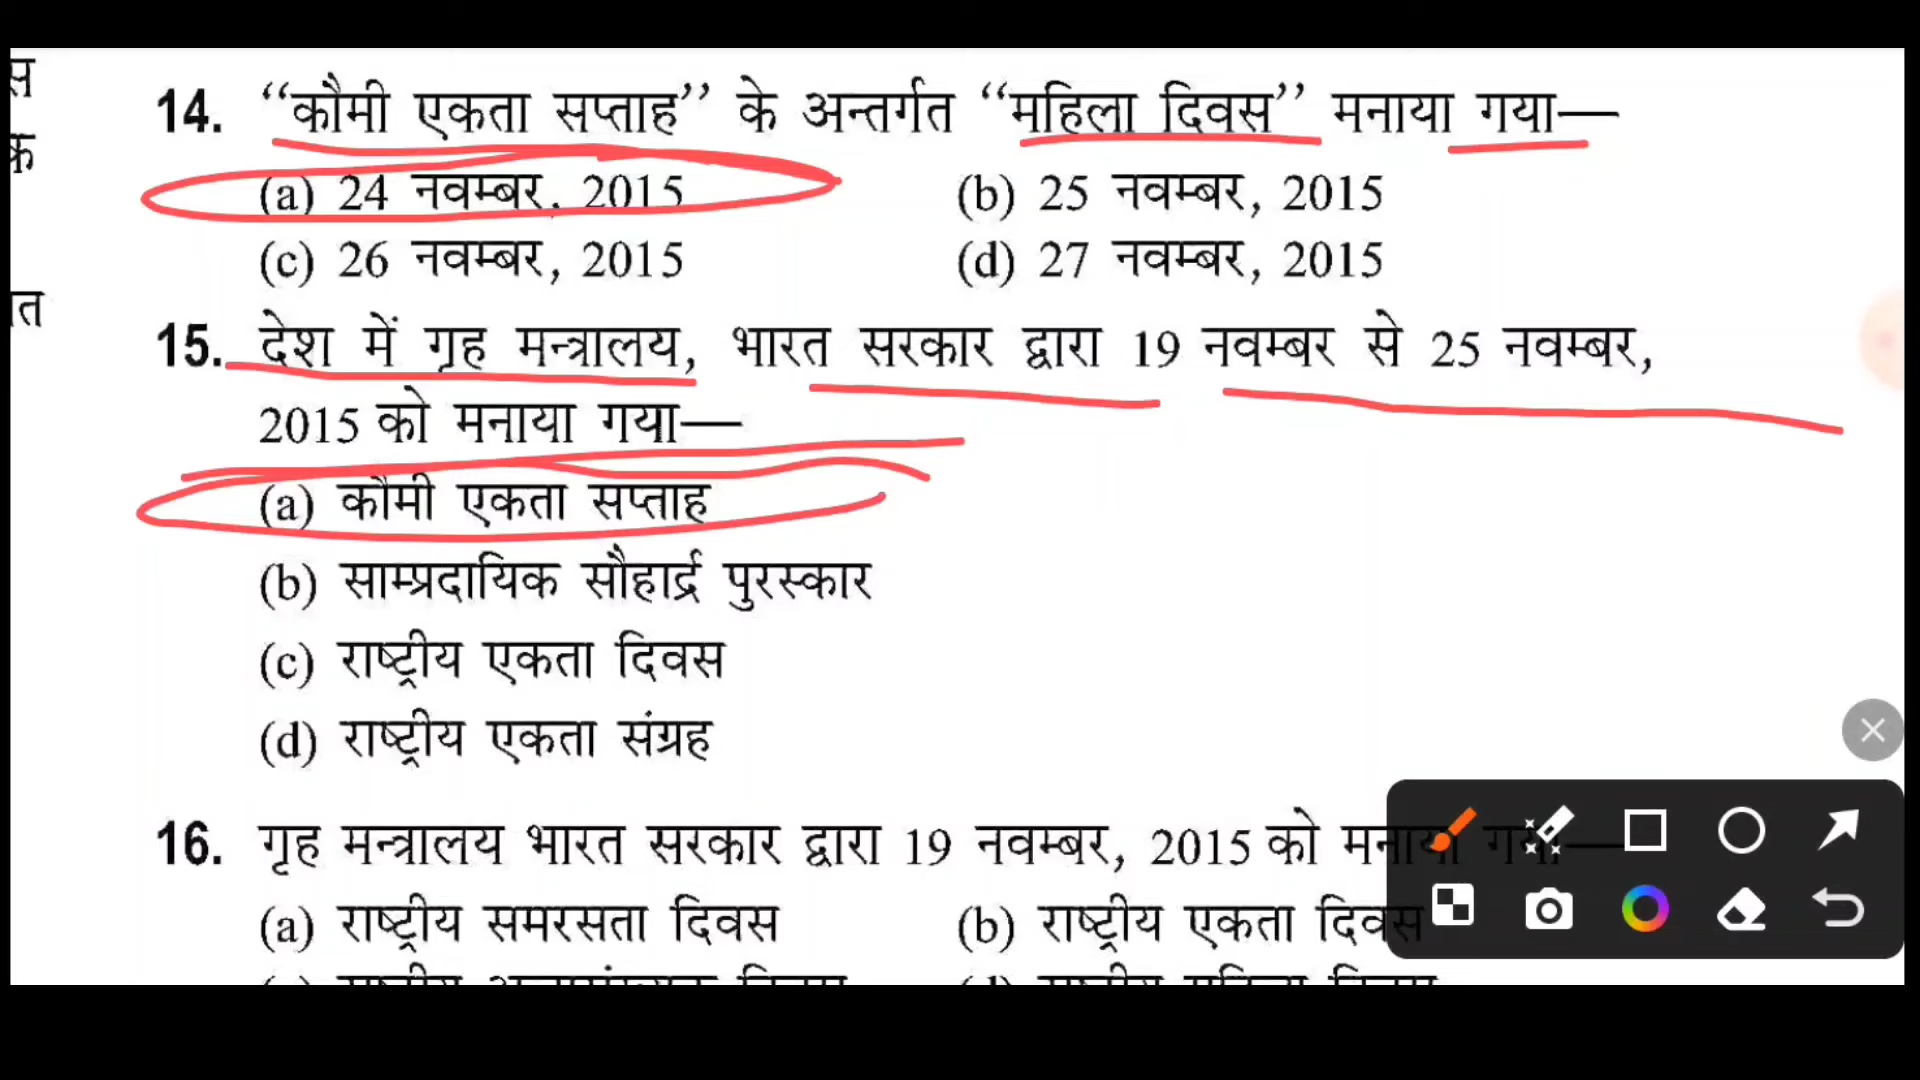 स
के
त
14. “कौमी एकता सप्ताह” के अन्तर्गत “महिला दिवस” मनाया गया—
(a) 24 नवम्बर, 2015 (b) 25 नवम्बर, 2015
(c) 26 नवम्बर, 2015 (d) 27 नवम्बर, 2015
15. देश में गृह मन्त्रालय, भारत सरकार द्वारा 19 नवम्बर से 25 नवम्बर,
2015 को मनाया गया—
(a) कौमी एकता सप्ताह
(b) साम्प्रदायिक सौहार्द्र पुरस्कार
(c) राष्ट्रीय एकता दिवस
(d) राष्ट्रीय एकता संग्रह
16. गृह मन्त्रालय भारत सरकार द्वारा 19 नवम्बर, 2015 को मनाया गया—
(a) राष्ट्रीय समरसता दिवस (b) राष्ट्रीय एकता दिवस